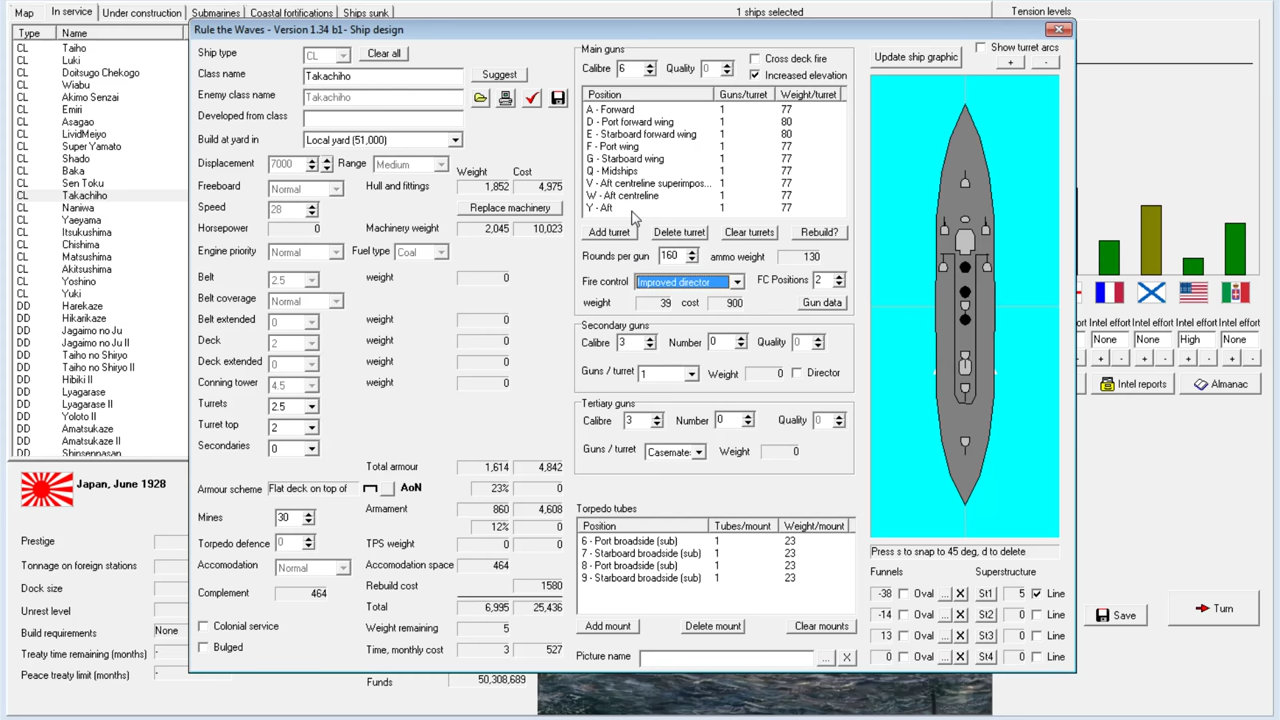 Map In service Under construction Submarines Coastal fortifications Ships sunk 1 ships selected Tension levels
Type Name
CL Taiho
CL Luki
CL Doitsugo Chekogo
CL Wiabu
CL Akimo Senzai
CL Emiri
CL Asagao
CL LividMeijyo
CL Super Yamato
CL Shado
CL Baka
CL Sen Toku
CL Takachiho
CL Naniwa
CL Yaeyama
CL Itsukushima
CL Chishima
CL Matsushima
CL Akitsushima
CL Yoshino
CL Yuki
DD Harekaze
DD Hikarikaze
DD Jagaimo no Ju
DD Jagaimo no Ju II
DD Taiho no Shiryo
DD Taiho no Shiryo II
DD Hibiki II
DD Lyagarase
DD Lyagarase II
DD Yoloto II
DD Amatsukaze
DD Amatsukaze II
DD Shinsennasan
Japan, June 1928
Prestige
Tonnage on foreign stations
Dock size
Unrest level
Build requirements None
Treaty time remaining (months) -
Peace treaty limit (months) -
Funds 50,308,689
Rule the Waves - Version 1.34 b1- Ship design
Ship type CL Clear all
Class name Takachiho Suggest
Enemy class name Takachiho
Developed from class
Build at yard in Local yard (51,000)
Displacement 7000 Range Medium Weight Cost
Freeboard Normal Hull and fittings 1,852 4,975
Speed 28 Replace machinery
Horsepower 0 Machinery weight 2,045 10,023
Engine priority Normal Fuel type Coal
Belt 2.5 weight 0
Belt coverage Normal
Belt extended 0 weight 0
Deck 2 weight 0
Deck extended 0 weight 0
Conning tower 4.5 weight 0
Turrets 2.5
Turret top 2
Secondaries 0
Total armour 1,614 4,842
Armour scheme Flat deck on top of AoN 23% 0
Mines 30 Armament 860 4,608
12% 0
Torpedo defence 0 TPS weight 0 0
Accomodation Normal Accomodation space 464
Complement 464 Rebuild cost 1580
Total 6,995 25,436
Colonial service Weight remaining 5
Bulged Time, monthly cost 3 527
Main guns
Calibre 6 Quality 0 Cross deck fire
Increased elevation
Position Guns/turret Weight/turret
A - Forward 1 77
D - Port forward wing 1 80
E - Starboard forward wing 1 80
F - Port wing 1 77
G - Starboard wing 1 77
Q - Midships 1 77
V - Aft centreline superimpos... 1 77
W - Aft centreline 1 77
Y - Aft 1 77
Add turret Delete turret Clear turrets Rebuild?
Rounds per gun 160 ammo weight 130
Fire control Improved director FC Positions 2
weight 39 cost 900 Gun data
Secondary guns
Calibre 3 Number 0 Quality 0
Guns / turret 1 Weight 0 Director
Tertiary guns
Calibre 3 Number 0 Quality 0
Guns / turret Casemates Weight 0
Torpedo tubes
Position Tubes/mount Weight/mount
6 - Port broadside (sub) 1 23
7 - Starboard broadside (sub) 1 23
8 - Port broadside (sub) 1 23
9 - Starboard broadside (sub) 1 23
Add mount Delete mount Clear mounts
Picture name ... X
Update ship graphic Show turret arcs
+ -
Press s to snap to 45 deg, d to delete
Funnels Superstructure
-38 Oval ... X St1 5 Line
-14 Oval ... X St2 0 Line
13 Oval ... X St3 0 Line
0 Oval ... X St4 0 Line
Intel effort Intel effort Intel effort
None None High None
+ - + - + - + -
Intel reports Almanac
Save Turn